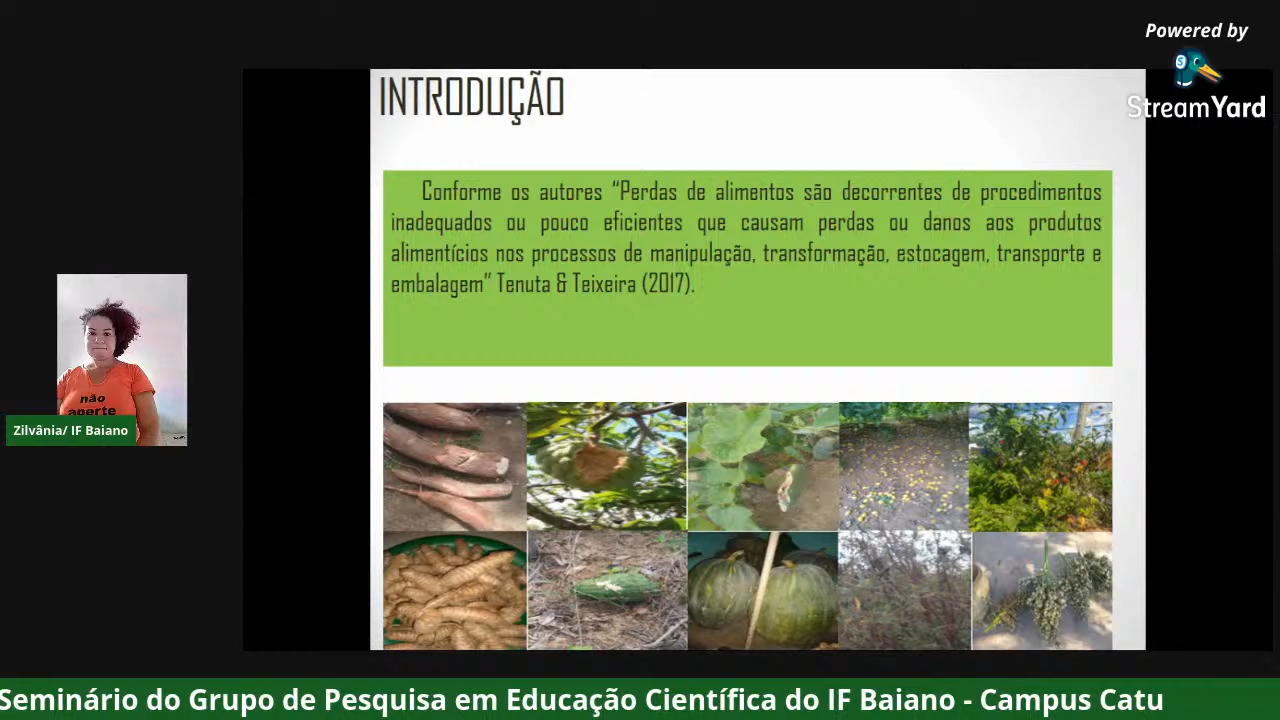 Powered by
StreamYard
INTRODUÇÃO
Conforme os autores “Perdas de alimentos são decorrentes de procedimentos
inadequados ou pouco eficientes que causam perdas ou danos aos produtos
alimentícios nos processos de manipulação, transformação, estocagem, transporte e
embalagem” Tenuta & Teixeira (2017).
não
aperte
Zilvânia/ IF Baiano
Seminário do Grupo de Pesquisa em Educação Científica do IF Baiano - Campus Catu